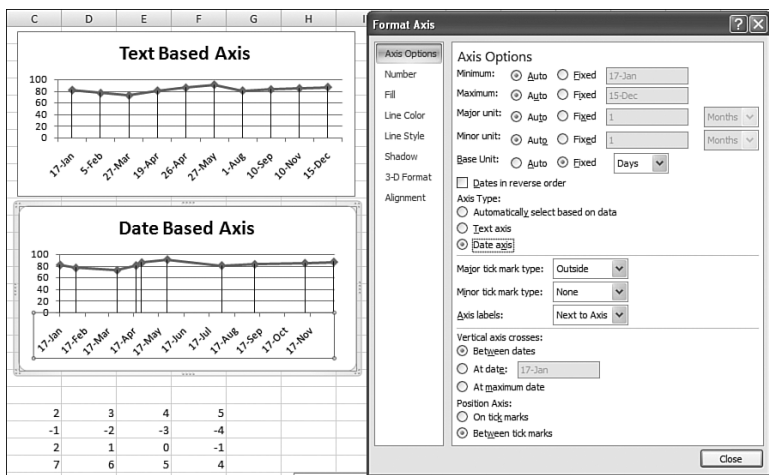 C D E F G H I
Text Based Axis
100
80
60
40
20
0
17-Jan 5-Feb 27-Mar 19-Apr 26-Apr 27-May 1-Aug 10-Sep 10-Nov 15-Dec
Date Based Axis
100
80
60
40
20
0
17-Jan 17-Feb 17-Mar 17-Apr 17-May 17-Jun 17-Jul 17-Aug 17-Sep 17-Oct 17-Nov
2 3 4 5
-1 -2 -3 -4
2 1 0 -1
7 6 5 4
Format Axis
Axis Options
Number
Fill
Line Color
Line Style
Shadow
3-D Format
Alignment
Axis Options
Minimum: Auto Fixed 17-Jan
Maximum: Auto Fixed 15-Dec
Major unit: Auto Fixed 1 Months
Minor unit: Auto Fixed 1 Months
Base Unit: Auto Fixed Days
Dates in reverse order
Axis Type:
Automatically select based on data
Text axis
Date axis
Major tick mark type: Outside
Minor tick mark type: None
Axis labels: Next to Axis
Vertical axis crosses:
Between dates
At date: 17-Jan
At maximum date
Position Axis:
On tick marks
Between tick marks
Close